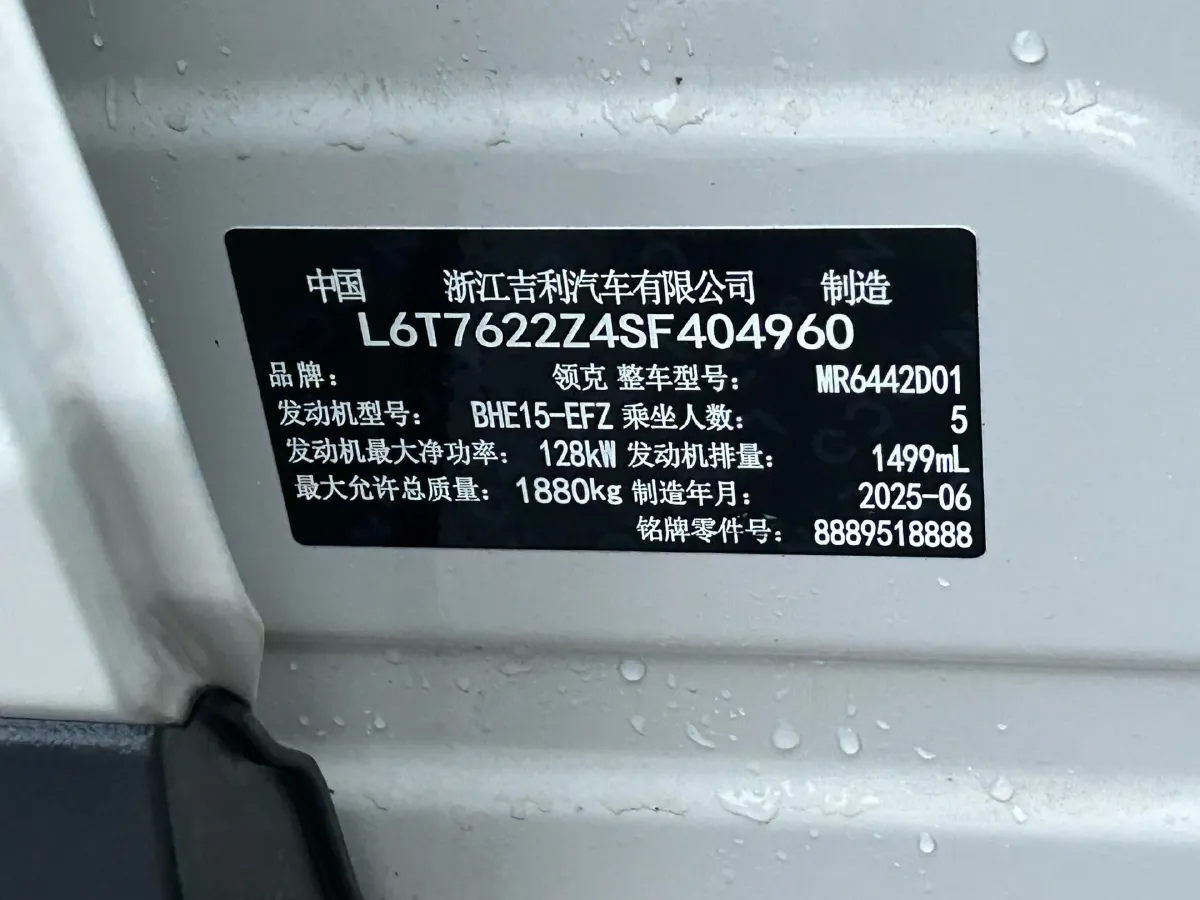 中国 浙江吉利汽车有限公司 制造
L6T7622Z4SF404960
品牌： 领克 整车型号： MR6442D01
发动机型号： BHE15-EFZ 乘坐人数： 5
发动机最大净功率： 128kW 发动机排量： 1499mL
最大允许总质量： 1880kg 制造年月： 2025-06
铭牌零件号： 8889518888